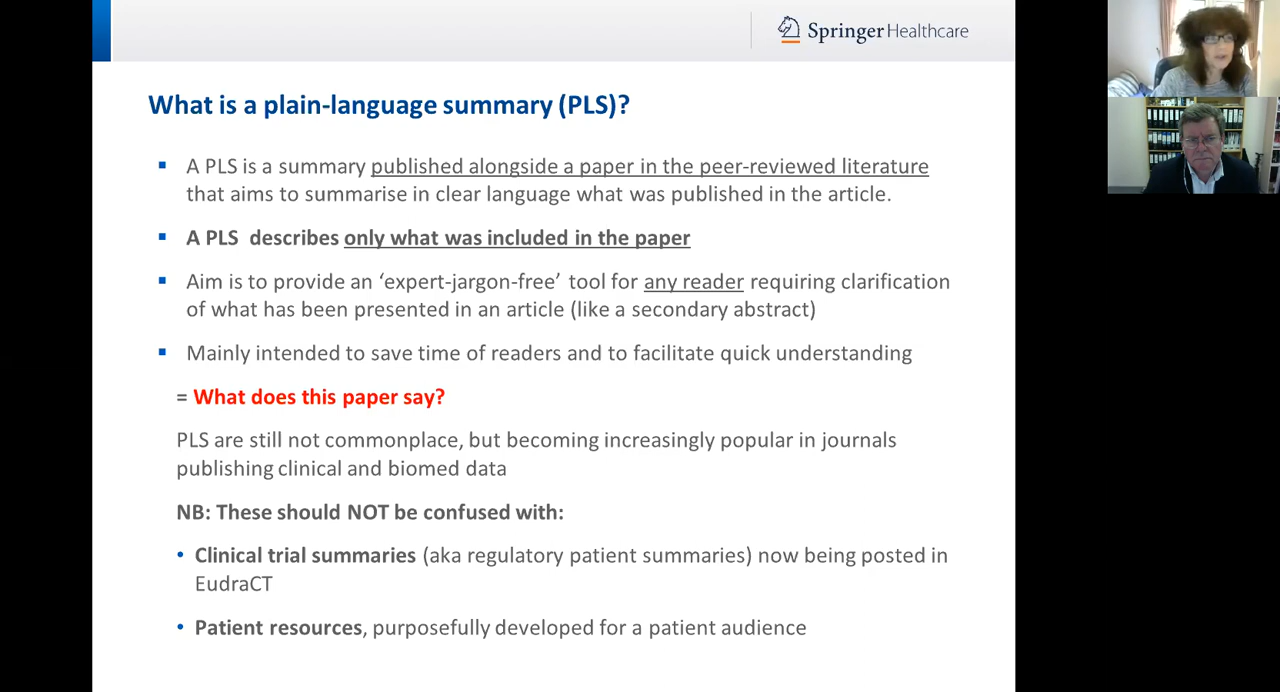 Springer Healthcare
What is a plain-language summary (PLS)?
▪ A PLS is a summary published alongside a paper in the peer-reviewed literature
that aims to summarise in clear language what was published in the article.
▪ A PLS describes only what was included in the paper
▪ Aim is to provide an ‘expert-jargon-free’ tool for any reader requiring clarification
of what has been presented in an article (like a secondary abstract)
▪ Mainly intended to save time of readers and to facilitate quick understanding
= What does this paper say?
PLS are still not commonplace, but becoming increasingly popular in journals
publishing clinical and biomed data
NB: These should NOT be confused with:
• Clinical trial summaries (aka regulatory patient summaries) now being posted in
EudraCT
• Patient resources, purposefully developed for a patient audience